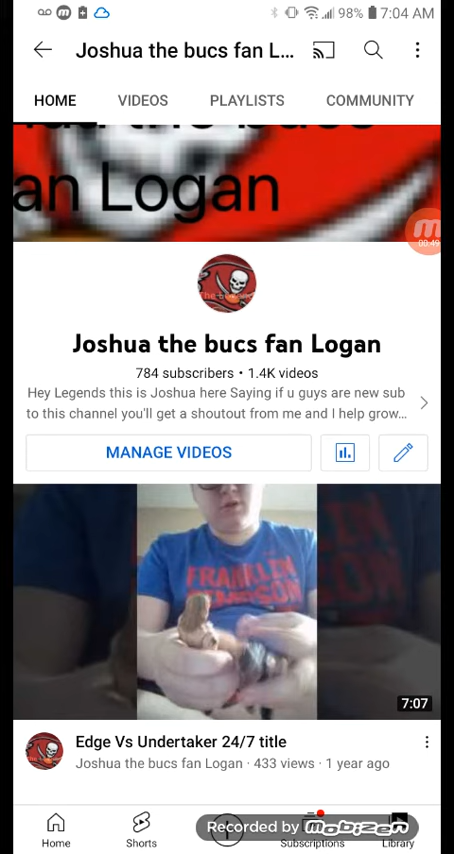 98% 7:04 AM
Joshua the bucs fan L...
HOME VIDEOS PLAYLISTS COMMUNITY
an Logan
00:49
Joshua the bucs fan Logan
784 subscribers • 1.4K videos
Hey Legends this is Joshua here Saying if u guys are new sub
to this channel you'll get a shoutout from me and I help grow...
MANAGE VIDEOS
FRANKLIN
SIMPSON
7:07
Edge Vs Undertaker 24/7 title
Joshua the bucs fan Logan · 433 views · 1 year ago
Recorded by mobizen
Home Shorts Subscriptions Library